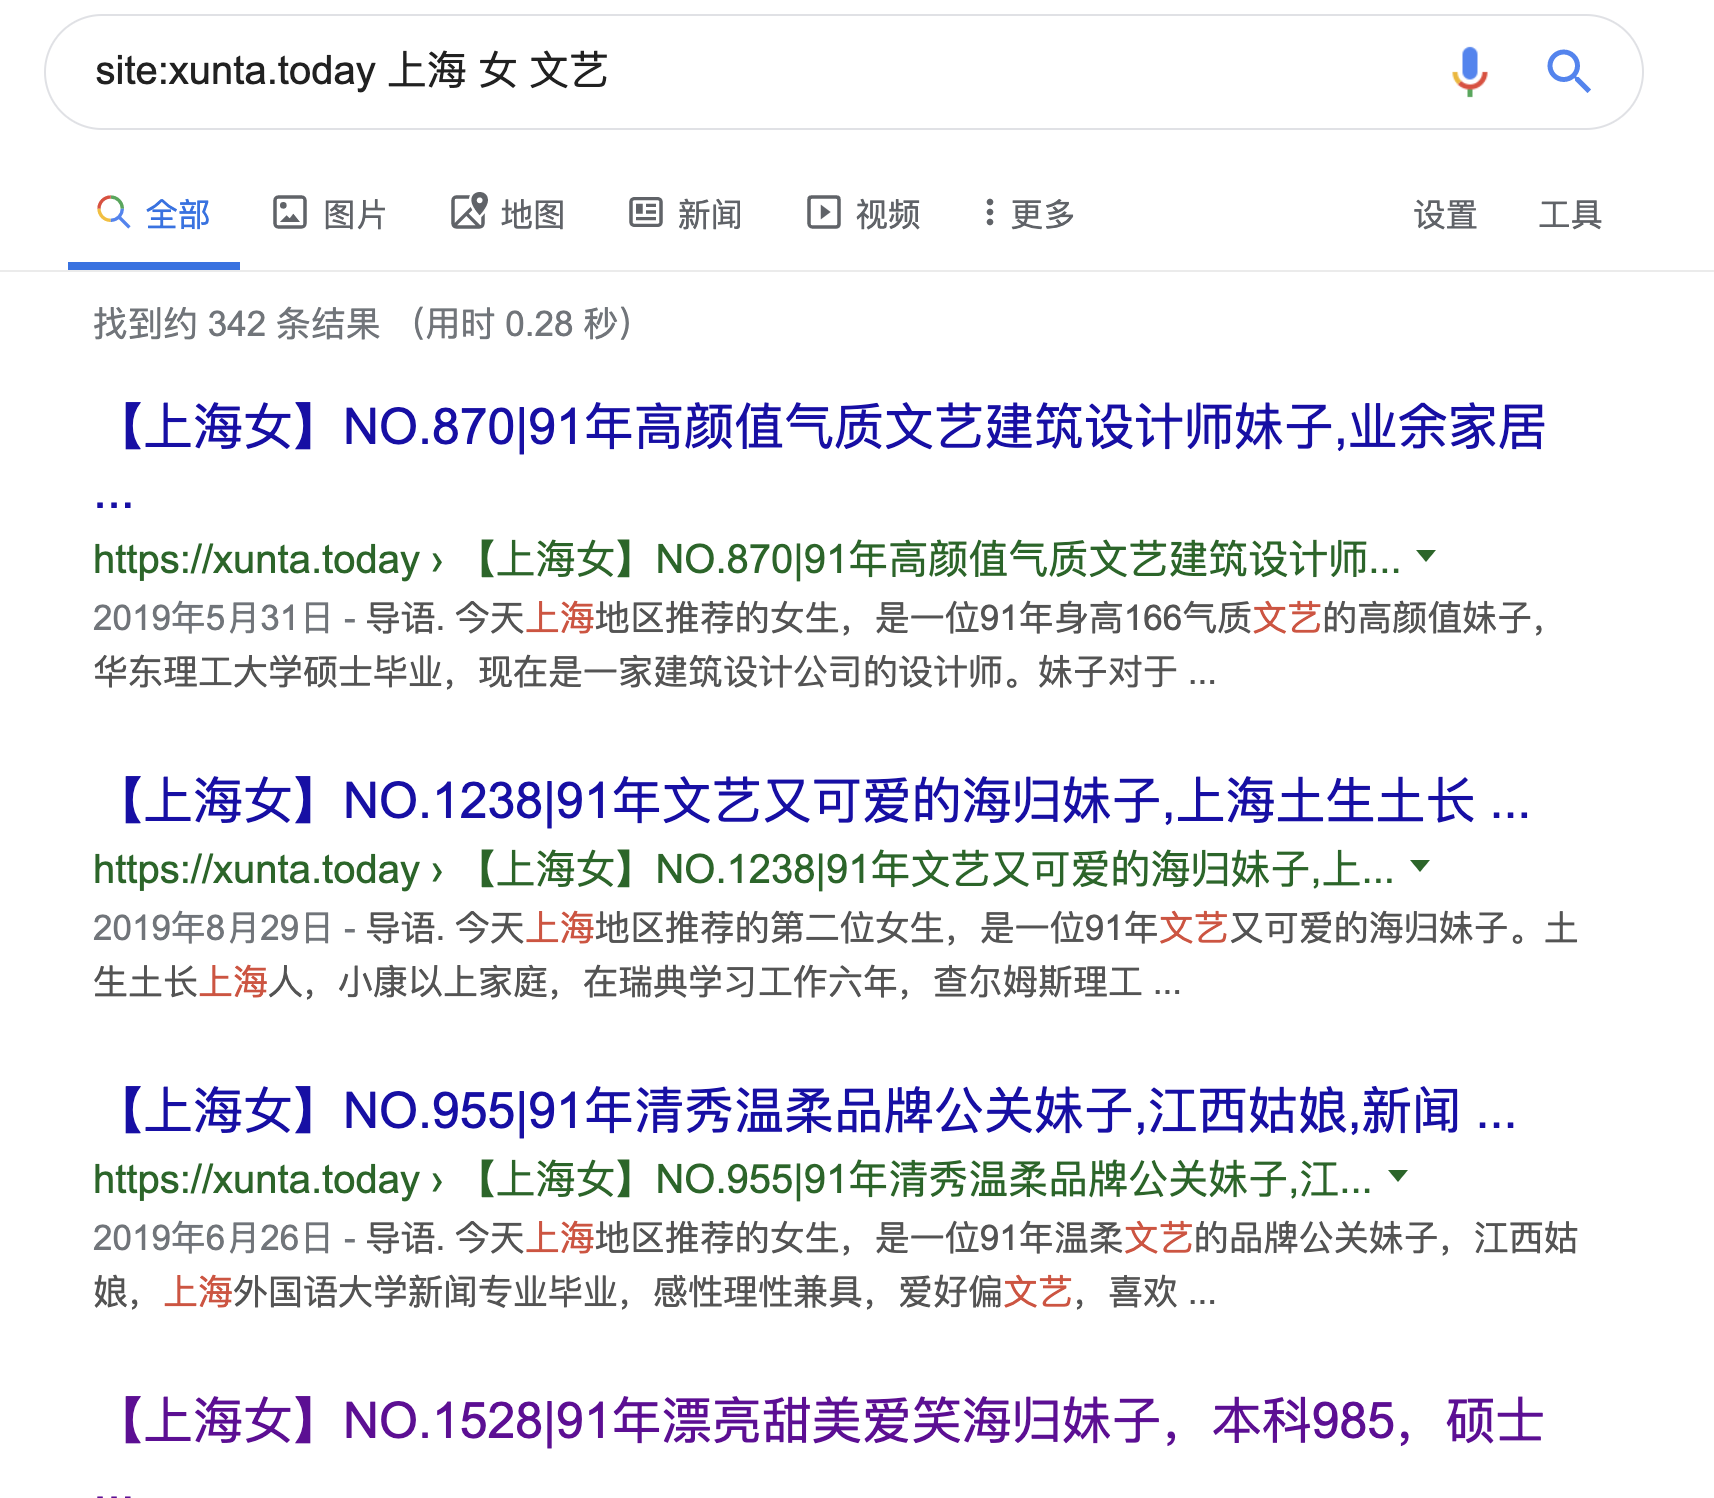 site:xunta.today 上海 女 文艺
全部 图片 地图 新闻 视频 更多 设置 工具
找到约 342 条结果 （用时 0.28 秒）
【上海女】NO.870|91年高颜值气质文艺建筑设计师妹子,业余家居
...
https://xunta.today › 【上海女】NO.870|91年高颜值气质文艺建筑设计师...
2019年5月31日 - 导语. 今天上海地区推荐的女生，是一位91年身高166气质文艺的高颜值妹子，
华东理工大学硕士毕业，现在是一家建筑设计公司的设计师。妹子对于 ...
【上海女】NO.1238|91年文艺又可爱的海归妹子,上海土生土长 ...
https://xunta.today › 【上海女】NO.1238|91年文艺又可爱的海归妹子,上...
2019年8月29日 - 导语. 今天上海地区推荐的第二位女生，是一位91年文艺又可爱的海归妹子。土
生土长上海人，小康以上家庭，在瑞典学习工作六年，查尔姆斯理工 ...
【上海女】NO.955|91年清秀温柔品牌公关妹子,江西姑娘,新闻 ...
https://xunta.today › 【上海女】NO.955|91年清秀温柔品牌公关妹子,江...
2019年6月26日 - 导语. 今天上海地区推荐的女生，是一位91年温柔文艺的品牌公关妹子，江西姑
娘，上海外国语大学新闻专业毕业，感性理性兼具，爱好偏文艺，喜欢 ...
【上海女】NO.1528|91年漂亮甜美爱笑海归妹子，本科985，硕士
...